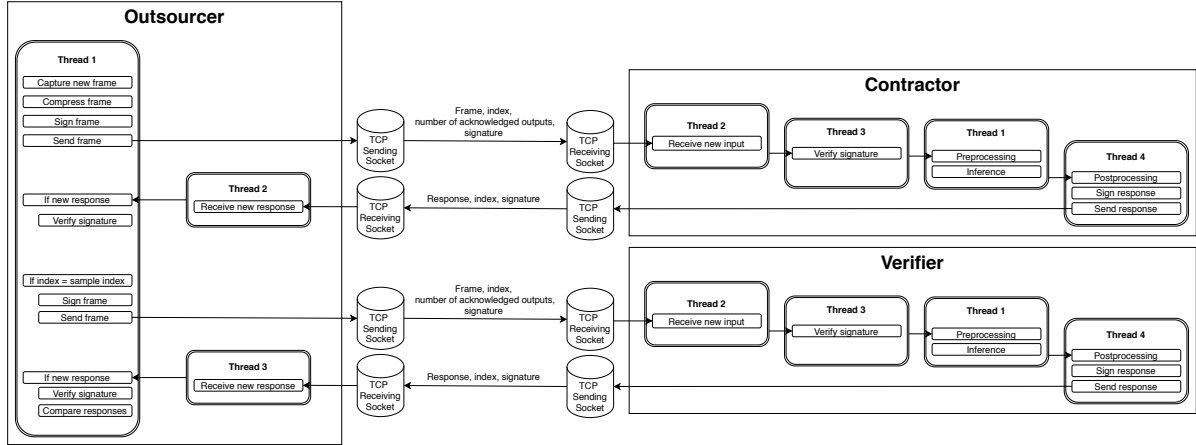 Outsourcer
Thread 1
Capture new frame
Compress frame
Sign frame
Send frame
If new response
Verify signature
If index = sample index
Sign frame
Send frame
If new response
Verify signature
Compare responses
Thread 2
Receive new response
Thread 3
Receive new response
TCP
Sending
Socket
Frame, index,
number of acknowledged outputs,
signature
TCP
Receiving
Socket
TCP
Receiving
Socket
Response, index, signature
TCP
Sending
Socket
TCP
Sending
Socket
Frame, index,
number of acknowledged outputs,
signature
TCP
Receiving
Socket
TCP
Receiving
Socket
Response, index, signature
TCP
Sending
Socket
Contractor
Thread 2
Receive new input
Thread 3
Verify signature
Thread 1
Preprocessing
Inference
Thread 4
Postprocessing
Sign response
Send response
Verifier
Thread 2
Receive new input
Thread 3
Verify signature
Thread 1
Preprocessing
Inference
Thread 4
Postprocessing
Sign response
Send response